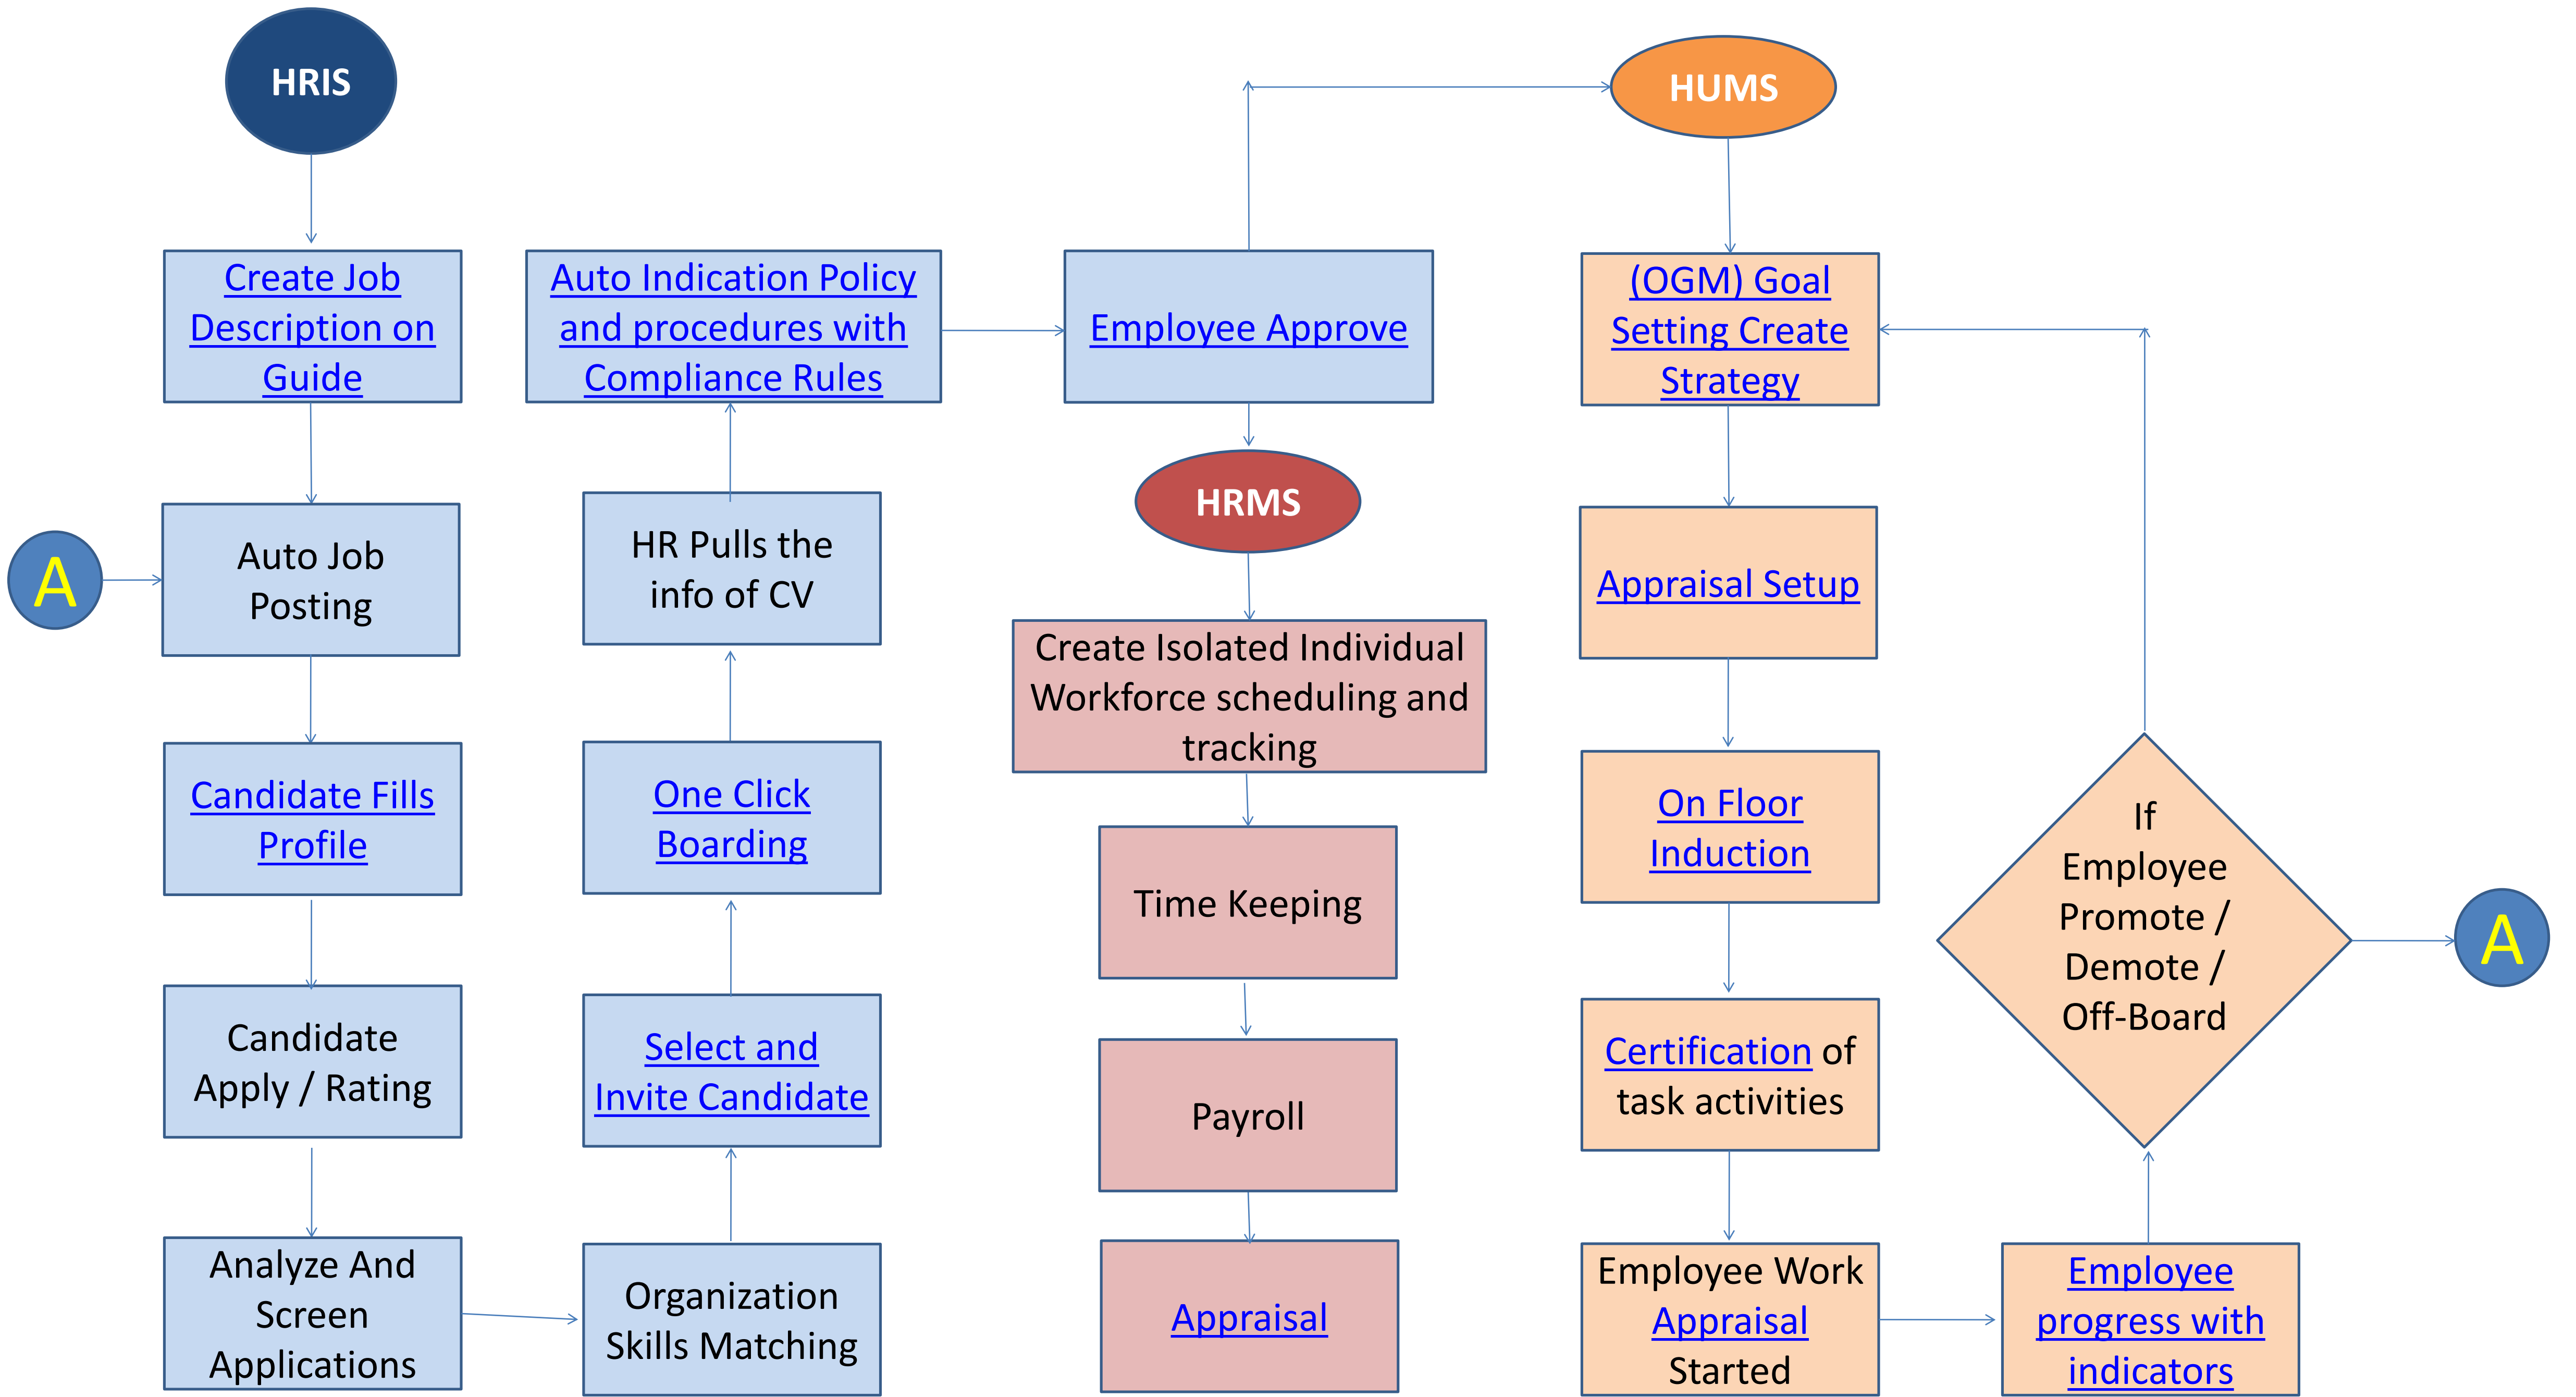 HRIS
Create Job
Description on
Guide
A
Auto Job
Posting
Candidate Fills
Profile
Candidate
Apply / Rating
Analyze And
Screen
Applications
Organization
Skills Matching
Select and
Invite Candidate
One Click
Boarding
HR Pulls the
info of CV
Auto Indication Policy
and procedures with
Compliance Rules
Employee Approve
HRMS
Create Isolated Individual
Workforce scheduling and
tracking
Time Keeping
Payroll
Appraisal
HUMS
(OGM) Goal
Setting Create
Strategy
Appraisal Setup
On Floor
Induction
Certification of
task activities
Employee Work
Appraisal
Started
Employee
progress with
indicators
If
Employee
Promote /
Demote /
Off-Board
A